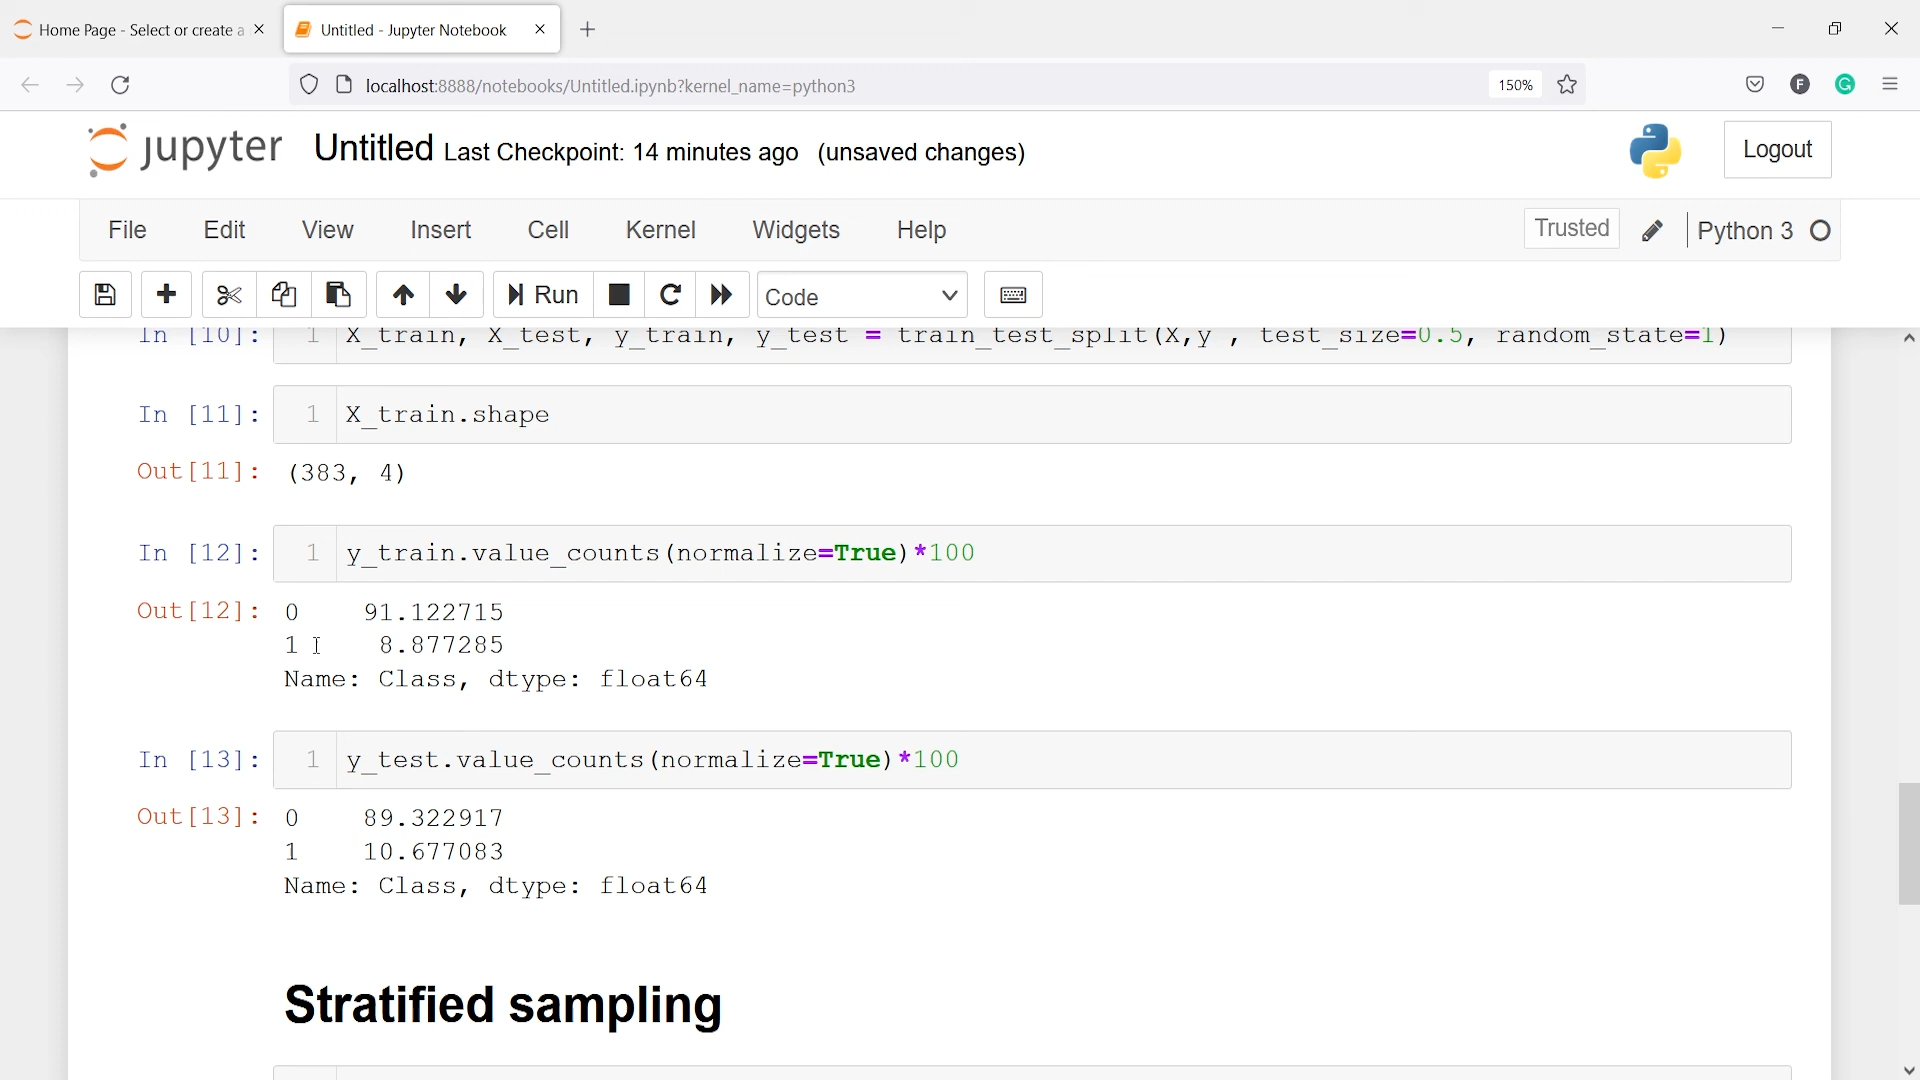 Home Page - Select or create a
Untitled - Jupyter Notebook
localhost:8888/notebooks/Untitled.ipynb?kernel_name=python3
150%
F
G
jupyter Untitled Last Checkpoint: 14 minutes ago (unsaved changes)
Logout
File Edit View Insert Cell Kernel Widgets Help
Trusted
Python 3
Run
Code
In [10]: 1 X_train, X_test, y_train, y_test = train_test_split(X,y , test_size=0.5, random_state=1)
In [11]: 1 X_train.shape
Out[11]: (383, 4)
In [12]: 1 y_train.value_counts(normalize=True)*100
Out[12]: 0 91.122715
1 8.877285
Name: Class, dtype: float64
In [13]: 1 y_test.value_counts(normalize=True)*100
Out[13]: 0 89.322917
1 10.677083
Name: Class, dtype: float64
Stratified sampling